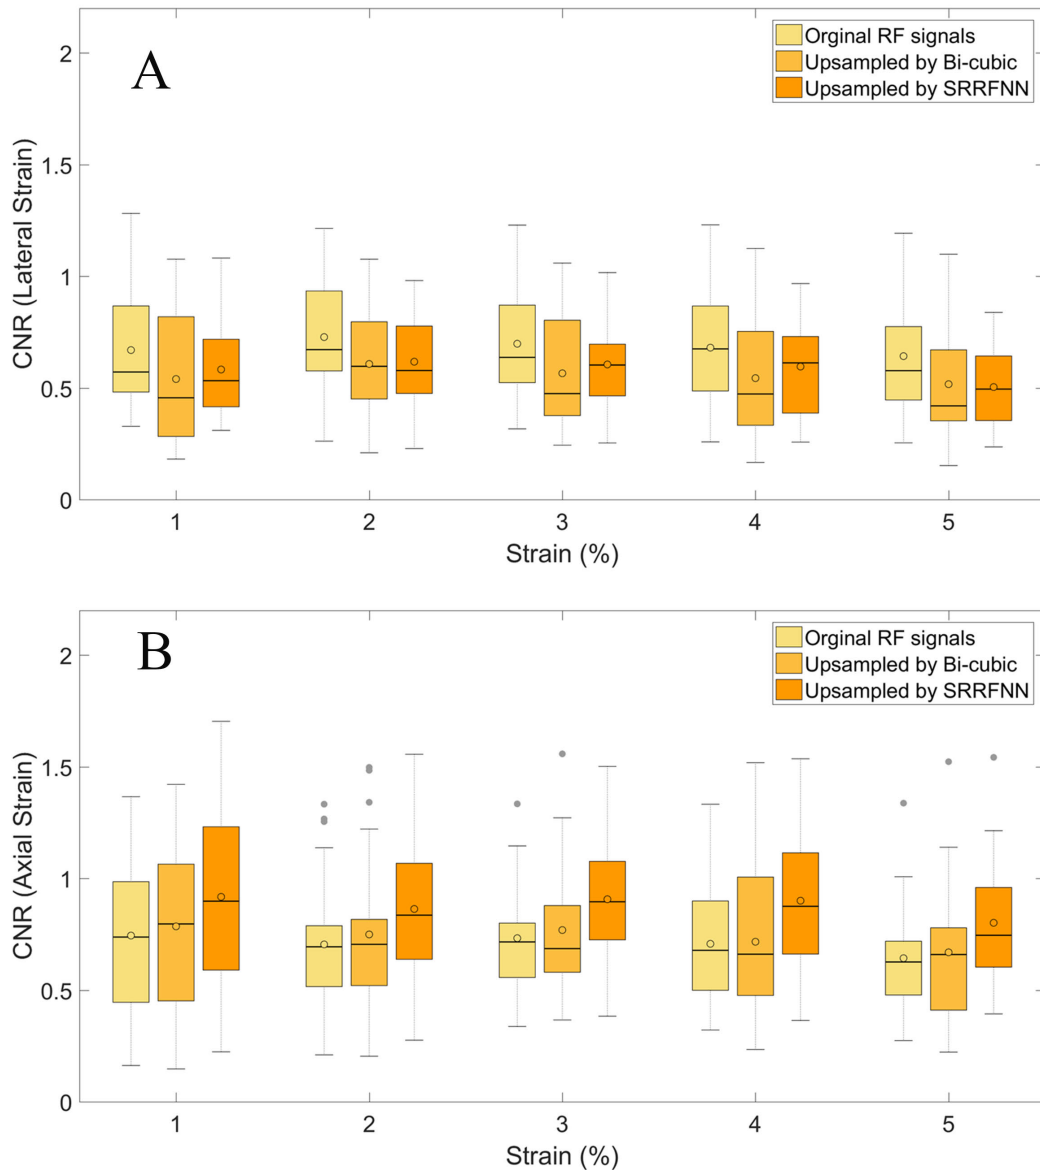 A
Orginal RF signals
Upsampled by Bi-cubic
Upsampled by SRRFNN
CNR (Lateral Strain)
2
1.5
1
0.5
0
1 2 3 4 5
Strain (%)
B
Orginal RF signals
Upsampled by Bi-cubic
Upsampled by SRRFNN
CNR (Axial Strain)
2
1.5
1
0.5
0
1 2 3 4 5
Strain (%)